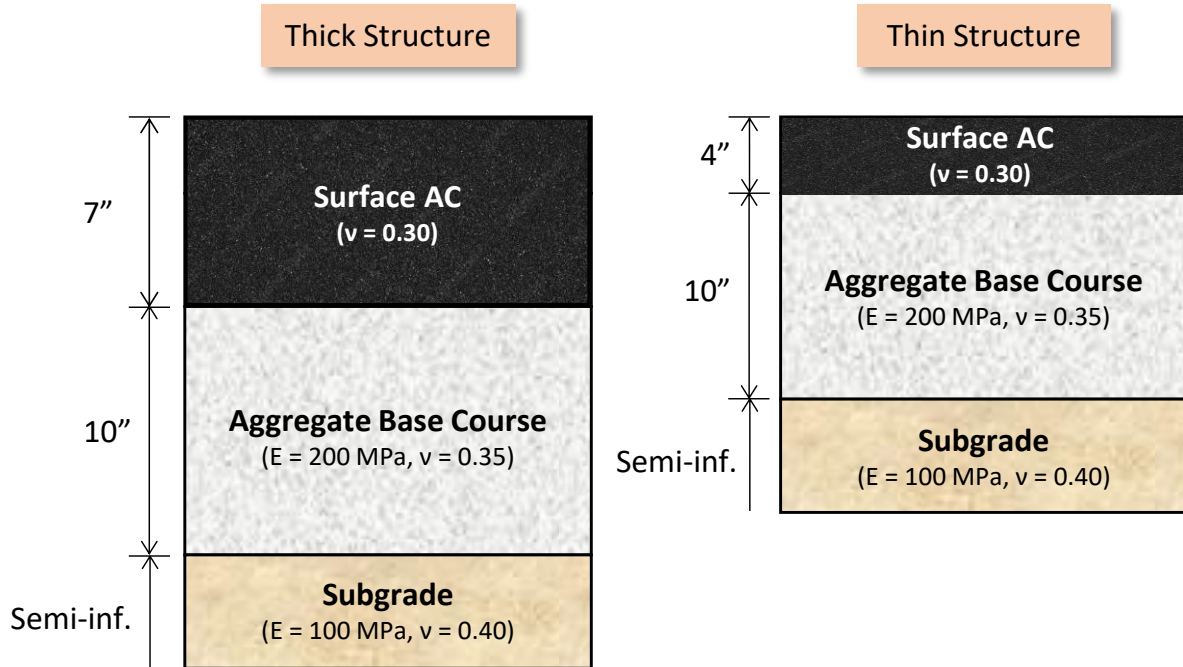 Thick Structure
7”
Surface AC
(ν = 0.30)
10”
Aggregate Base Course
(E = 200 MPa, ν = 0.35)
Semi-inf.
Subgrade
(E = 100 MPa, ν = 0.40)
Thin Structure
4”
Surface AC
(ν = 0.30)
10”
Aggregate Base Course
(E = 200 MPa, ν = 0.35)
Semi-inf.
Subgrade
(E = 100 MPa, ν = 0.40)